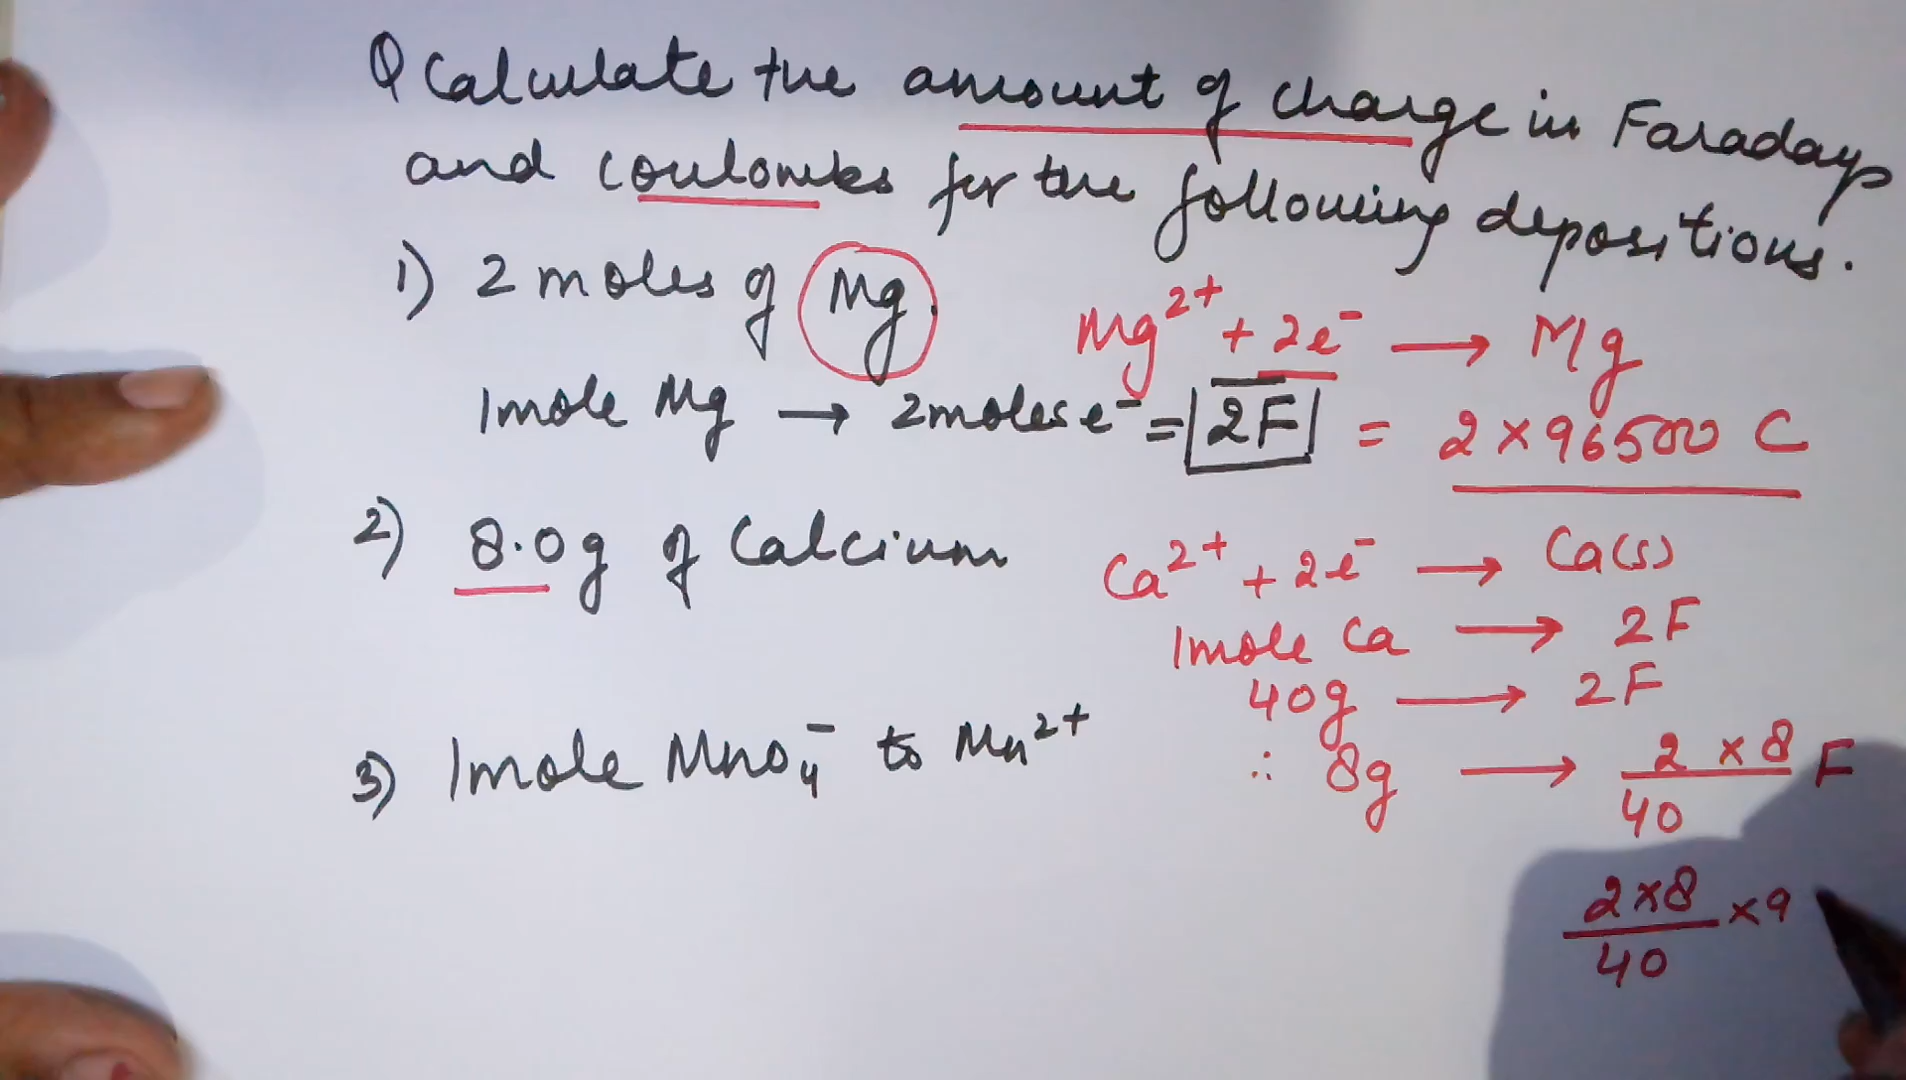 Q Calculate the amount of charge in Faradays
and coulombs for the following depositions.
1) 2 moles of Mg. Mg²⁺ + 2e⁻ → Mg
1mole Mg → 2moles e⁻ = 2F = 2×96500 C
2) 8.0g of Calcium Ca²⁺ + 2e⁻ → Ca(s)
1mole Ca → 2F
40g → 2F
3) 1mole MnO₄⁻ to Mn²⁺ ∴ 8g → 2×8/40 F
2×8/40 ×9